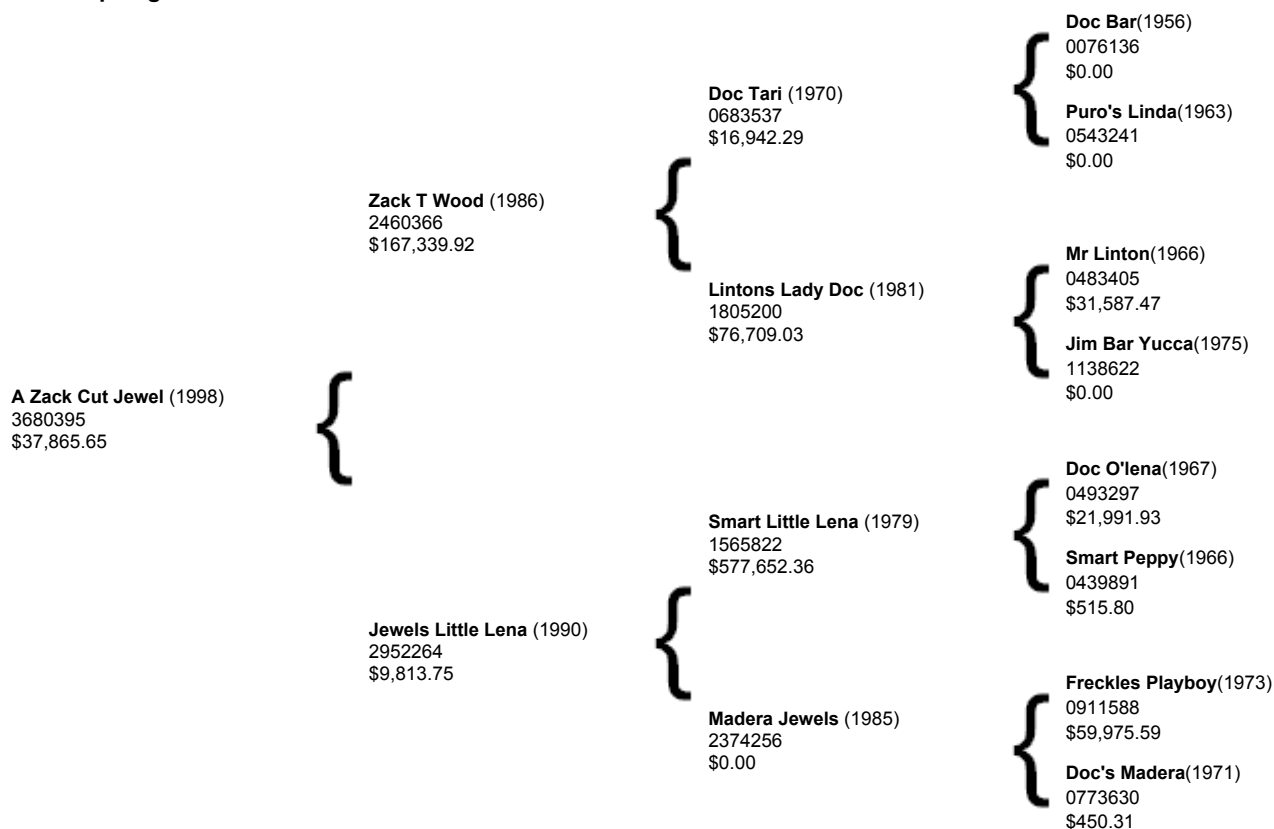 Doc Bar(1956)
0076136
$0.00
Doc Tari (1970)
0683537
$16,942.29
Puro's Linda(1963)
0543241
$0.00
Zack T Wood (1986)
2460366
$167,339.92
Mr Linton(1966)
0483405
$31,587.47
Lintons Lady Doc (1981)
1805200
$76,709.03
Jim Bar Yucca(1975)
1138622
$0.00
A Zack Cut Jewel (1998)
3680395
$37,865.65
Doc O'lena(1967)
0493297
$21,991.93
Smart Little Lena (1979)
1565822
$577,652.36
Smart Peppy(1966)
0439891
$515.80
Jewels Little Lena (1990)
2952264
$9,813.75
Freckles Playboy(1973)
0911588
$59,975.59
Madera Jewels (1985)
2374256
$0.00
Doc's Madera(1971)
0773630
$450.31